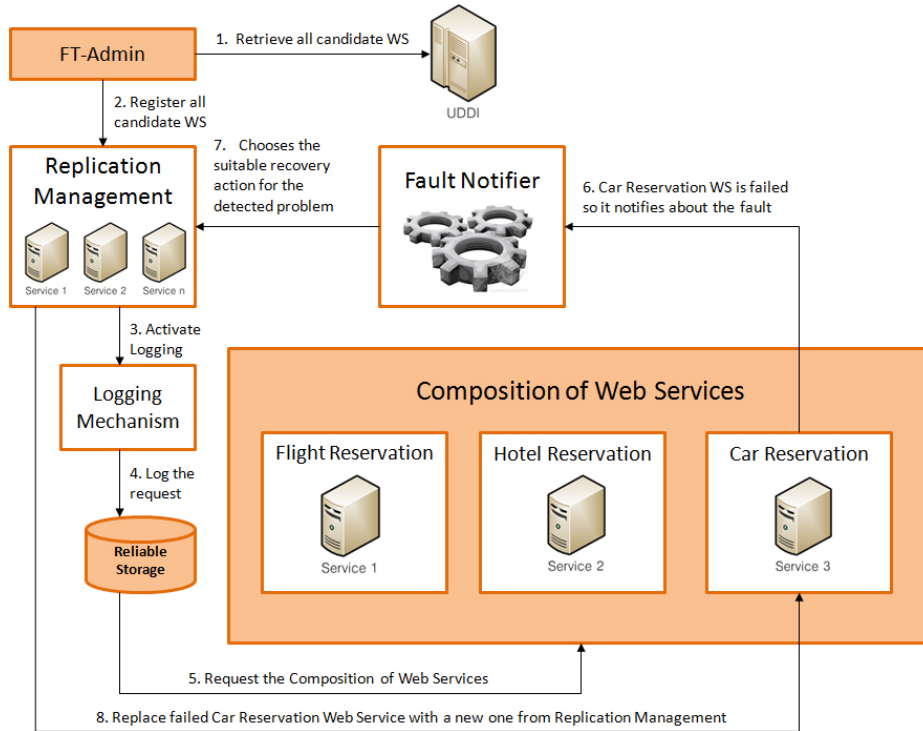 FT-Admin
1. Retrieve all candidate WS
UDDI
2. Register all
candidate WS
Replication
Management
Service 1
Service 2
Service n
7. Chooses the
suitable recovery
action for the
detected problem
Fault Notifier
6. Car Reservation WS is failed
so it notifies about the fault
3. Activate
Logging
Logging
Mechanism
4. Log the
request
Reliable
Storage
Composition of Web Services
Flight Reservation
Service 1
Hotel Reservation
Service 2
Car Reservation
Service 3
5. Request the Composition of Web Services
8. Replace failed Car Reservation Web Service with a new one from Replication Management